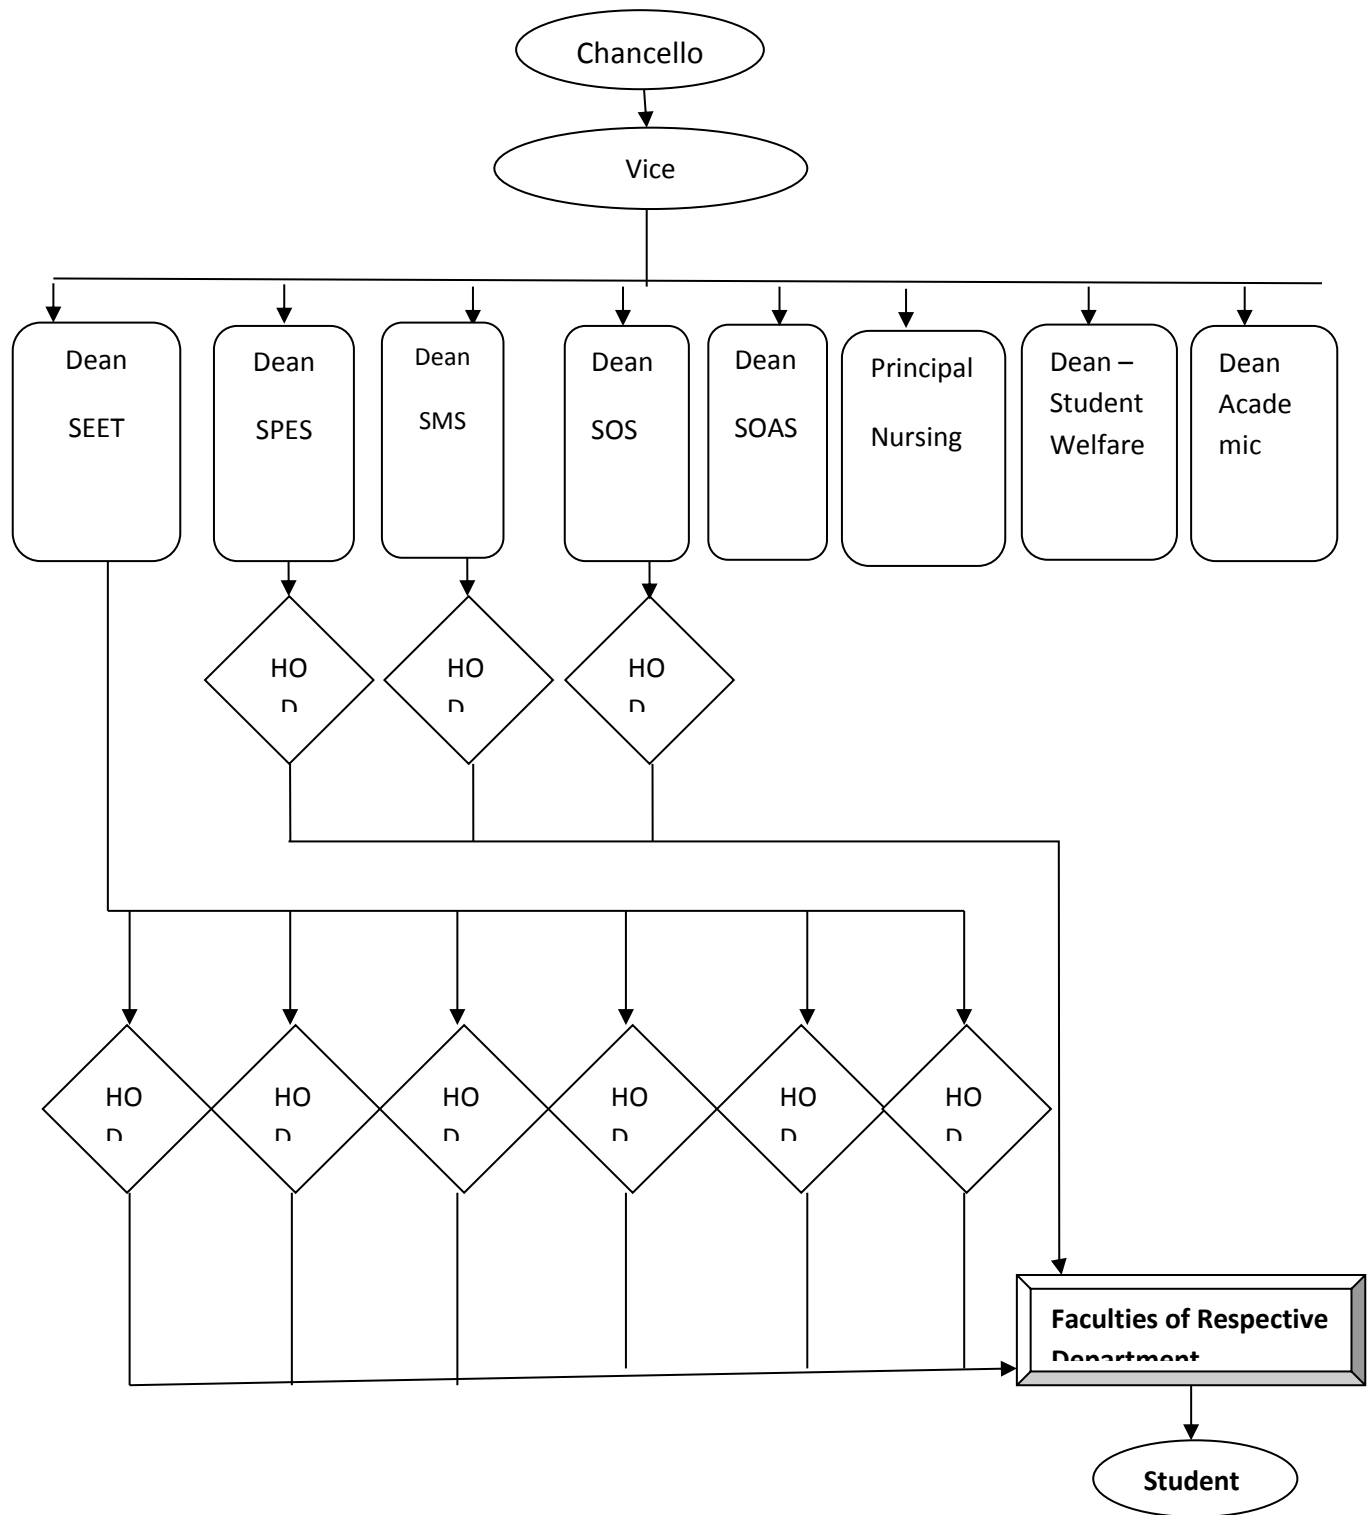 Chancello
Vice
Dean
SEET
Dean
SPES
Dean
SMS
Dean
SOS
Dean
SOAS
Principal
Nursing
Dean –
Student
Welfare
Dean
Acade
mic
HO
D
HO
D
HO
D
HO
D
HO
D
HO
D
HO
D
HO
D
HO
D
Faculties of Respective
Department
Student